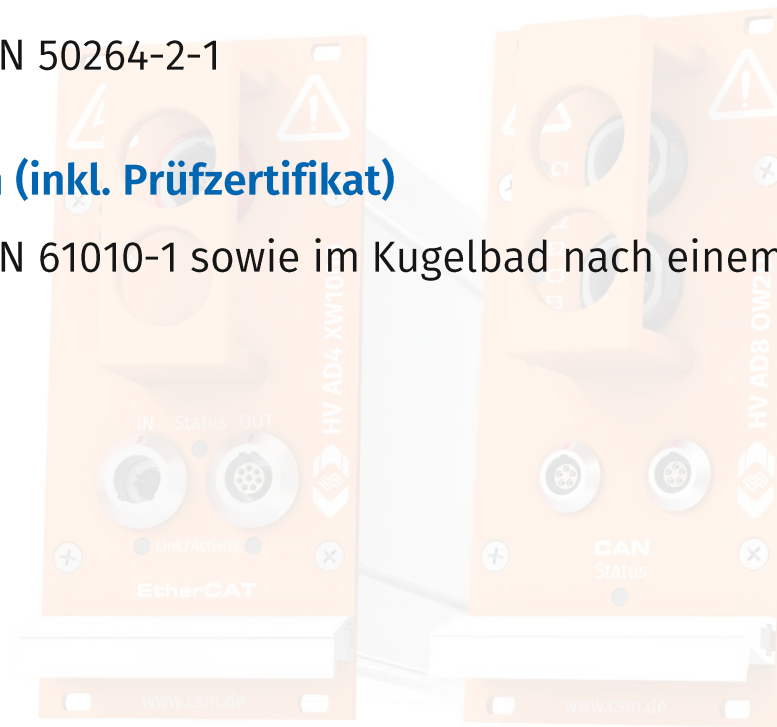 N 50264-2-1
(inkl. Prüfzertifikat)
N 61010-1 sowie im Kugelbad nach einem
C1
HV AD4 XW10
HV AD8 OW2
IN Status OUT
Link/Activity
CAN
Status
EtherCAT
www.csm.de
www.csm.de